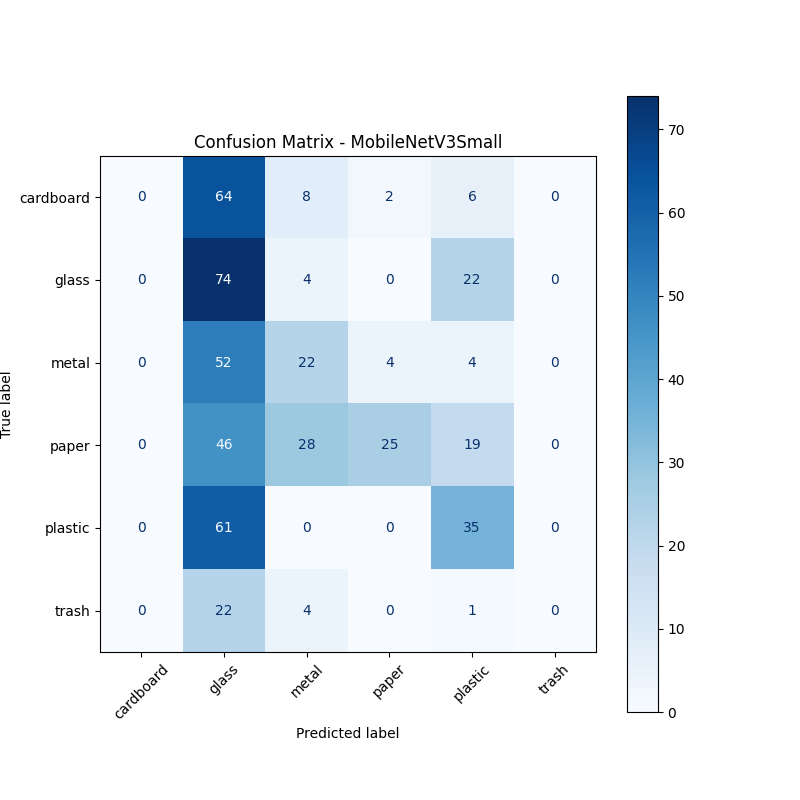 Confusion Matrix - MobileNetV3Small
cardboard 0 64 8 2 6 0
glass 0 74 4 0 22 0
metal 0 52 22 4 4 0
paper 0 46 28 25 19 0
plastic 0 61 0 0 35 0
trash 0 22 4 0 1 0
cardboard glass metal paper plastic trash
Predicted label
True label
70
60
50
40
30
20
10
0